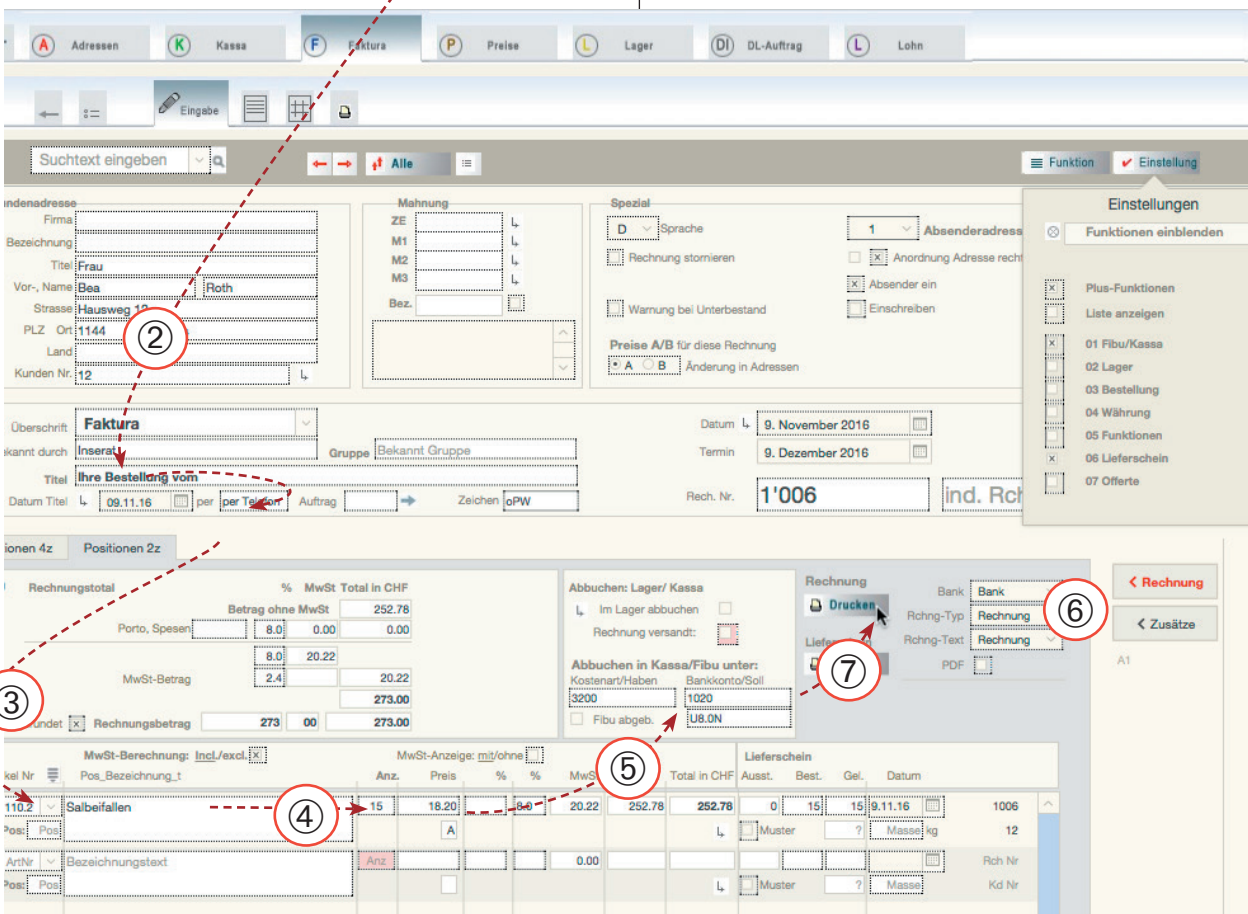 A Adressen K Kassa F Faktura P Preise L Lager DI DL-Auftrag L Lohn
Eingabe
Suchtext eingeben Alle Funktion Einstellung
Einstellungen
Funktionen einblenden
Plus-Funktionen
Liste anzeigen
01 Fibu/Kassa
02 Lager
03 Bestellung
04 Währung
05 Funktionen
06 Lieferschein
07 Offerte
ndenadresse
Firma
Bezeichnung
Titel Frau
Vor-, Name Bea Roth
Strasse Hausweg 12
PLZ Ort 1144
Land
Kunden Nr. 12
②
Mahnung
ZE
M1
M2
M3
Bez.
Spezial
D Sprache 1 Absenderadress
Rechnung stornieren x Anordnung Adresse recht
x Absender ein
Warnung bei Unterbestand Einschreiben
Preise A/B für diese Rechnung
A B Änderung in Adressen
Überschrift Faktura
ekannt durch Inserat Gruppe Bekannt Gruppe
Titel Ihre Bestellung vom
Datum Titel 09.11.16 per per Telefon Auftrag Zeichen oPW
Datum 9. November 2016
Termin 9. Dezember 2016
Rech. Nr. 1'006 ind. Rch
ionen 4z Positionen 2z
Rechnungstotal % MwSt Total in CHF
Betrag ohne MwSt 252.78
Porto, Spesen 8.0 0.00 0.00
8.0 20.22
MwSt-Betrag 2.4 20.22
273.00
③
undet x Rechnungsbetrag 273 00 273.00
Abbuchen: Lager/ Kassa
Im Lager abbuchen
Rechnung versandt:
Abbuchen in Kassa/Fibu unter:
Kostenart/Haben Bankkonto/Soll
3200 1020
Fibu abgeb. U8.0N
Rechnung
Drucken
⑦
Bank Bank
Rchng-Typ Rechnung
Rchng-Text Rechnung
PDF
⑥
< Rechnung
< Zusätze
A1
MwSt-Berechnung: Incl./excl. x MwSt-Anzeige: mit/ohne Lieferschein
⑤
kel Nr Pos_Bezeichnung_t Anz. Preis % % MwS Total in CHF Ausst. Best. Gel. Datum
110.2 Salbeifallen ④ 15 18.20 8.0 20.22 252.78 252.78 0 15 15 9.11.16 1006
Pos: Pos A Muster ? Masse kg 12
ArtNr Bezeichnungstext Anz 0.00 Rch Nr
Pos: Pos Muster ? Masse Kd Nr